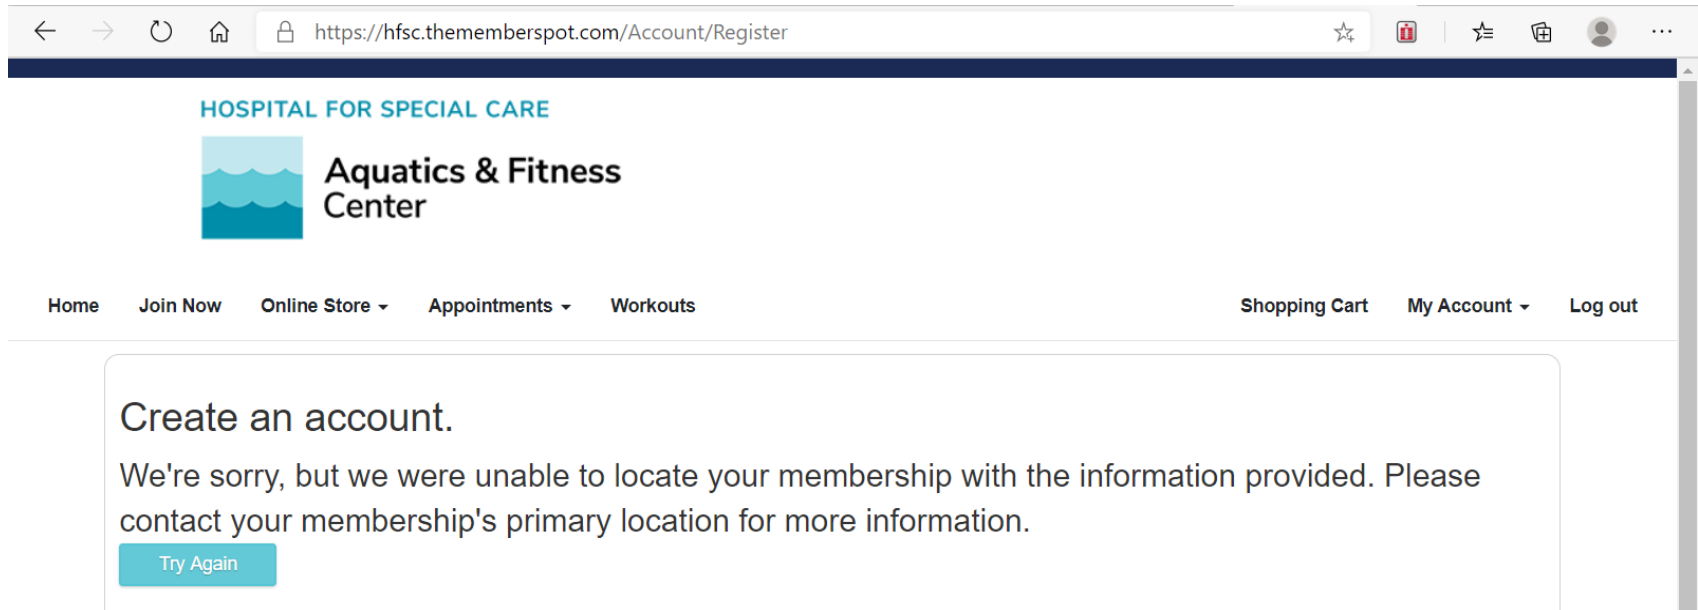 https://hfsc.thememberspot.com/Account/Register
HOSPITAL FOR SPECIAL CARE
Aquatics & Fitness
Center
Home Join Now Online Store Appointments Workouts Shopping Cart My Account Log out
Create an account.
We're sorry, but we were unable to locate your membership with the information provided. Please
contact your membership's primary location for more information.
Try Again